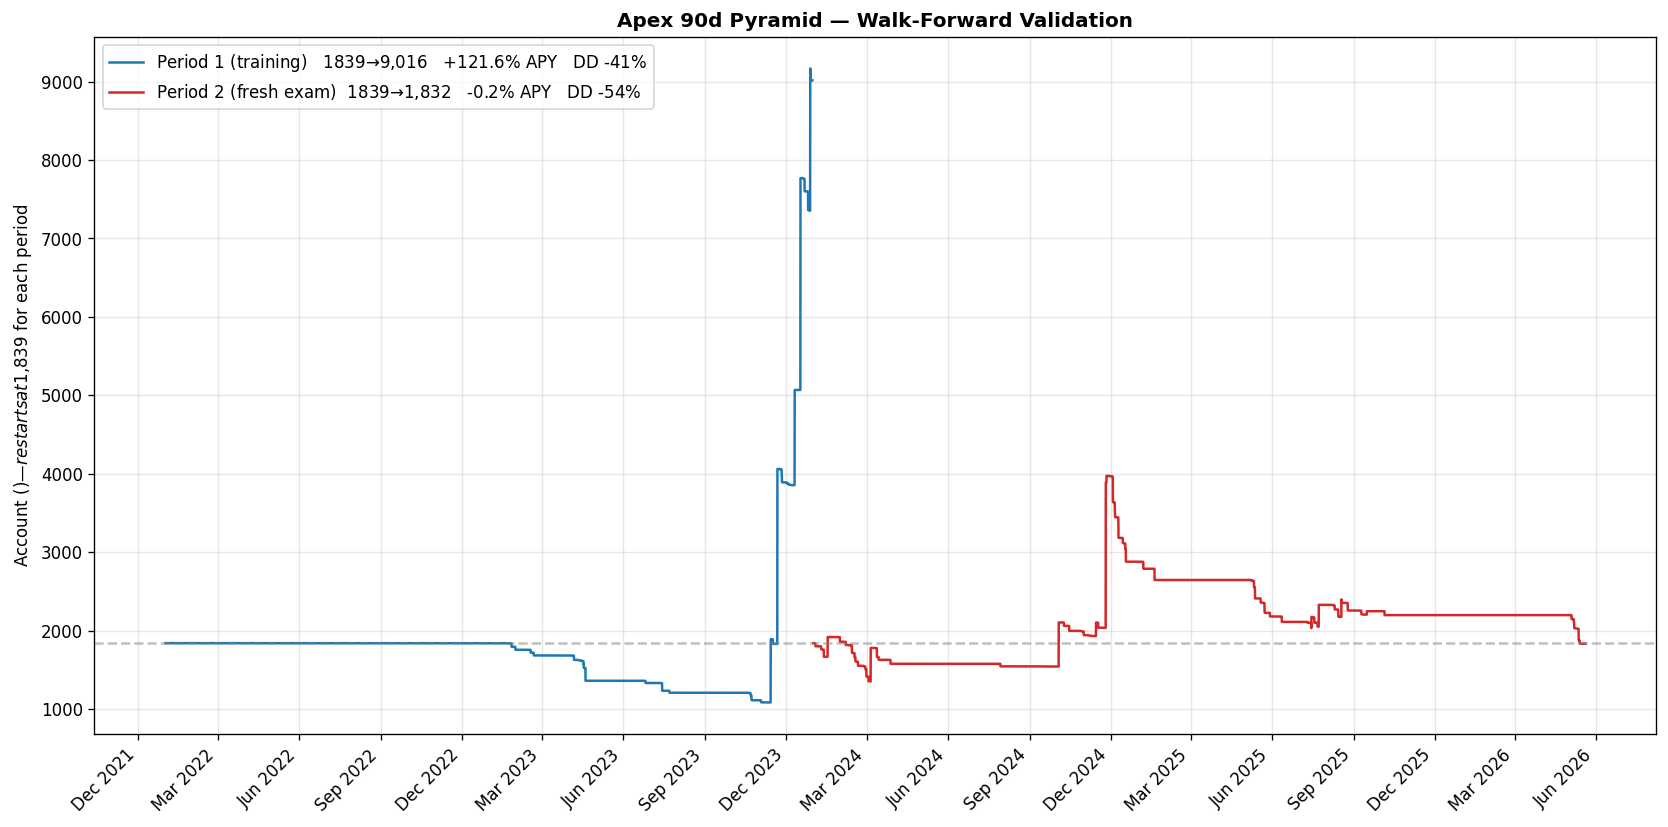 Apex 90d Pyramid — Walk-Forward Validation
Period 1 (training)   1839→9,016   +121.6% APY   DD -41%
Period 2 (fresh exam)  1839→1,832   -0.2% APY   DD -54%
Account ()—restartsat1,839 for each period
9000
8000
7000
6000
5000
4000
3000
2000
1000
Dec 2021
Mar 2022
Jun 2022
Sep 2022
Dec 2022
Mar 2023
Jun 2023
Sep 2023
Dec 2023
Mar 2024
Jun 2024
Sep 2024
Dec 2024
Mar 2025
Jun 2025
Sep 2025
Dec 2025
Mar 2026
Jun 2026